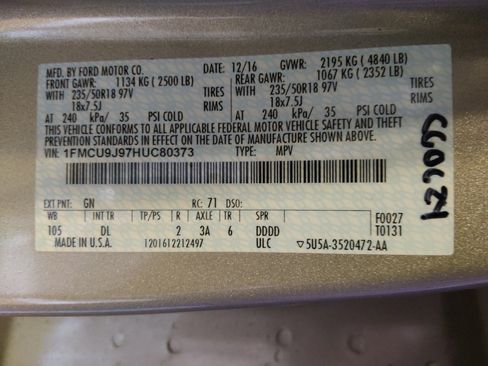 MFD. BY FORD MOTOR CO. 12/16 GVWR: 2195 KG ( 4840 LB)
FRONT GAWR: 1134 KG ( 2500 LB) REAR GAWR: 1067 KG ( 2352 LB)
WITH 235/50R18 97V TIRES WITH 235/50R18 97V TIRES
18x7.5J RIMS 18x7.5J RIMS
AT 240 kPa/ 35 PSI COLD AT 240 kPa/ 35 PSI COLD
THIS VEHICLE CONFORMS TO ALL APPLICABLE FEDERAL MOTOR VEHICLE SAFETY, BUMPER, AND THEFT
PREVENTION STANDARDS IN EFFECT ON THE DATE OF MANUFACTURE SHOWN ABOVE.
VIN: 1FMCU9J97HUC80373 TYPE: MPV
EXT PNT: GN RC: 71 DSO:
WB INT TR TP/PS R AXLE TR SPR F0027
105 DL 2 3A 6 DDDD T0131
MADE IN U.S.A. 1201612212497 ULC ▽5U5A-3520472-AA